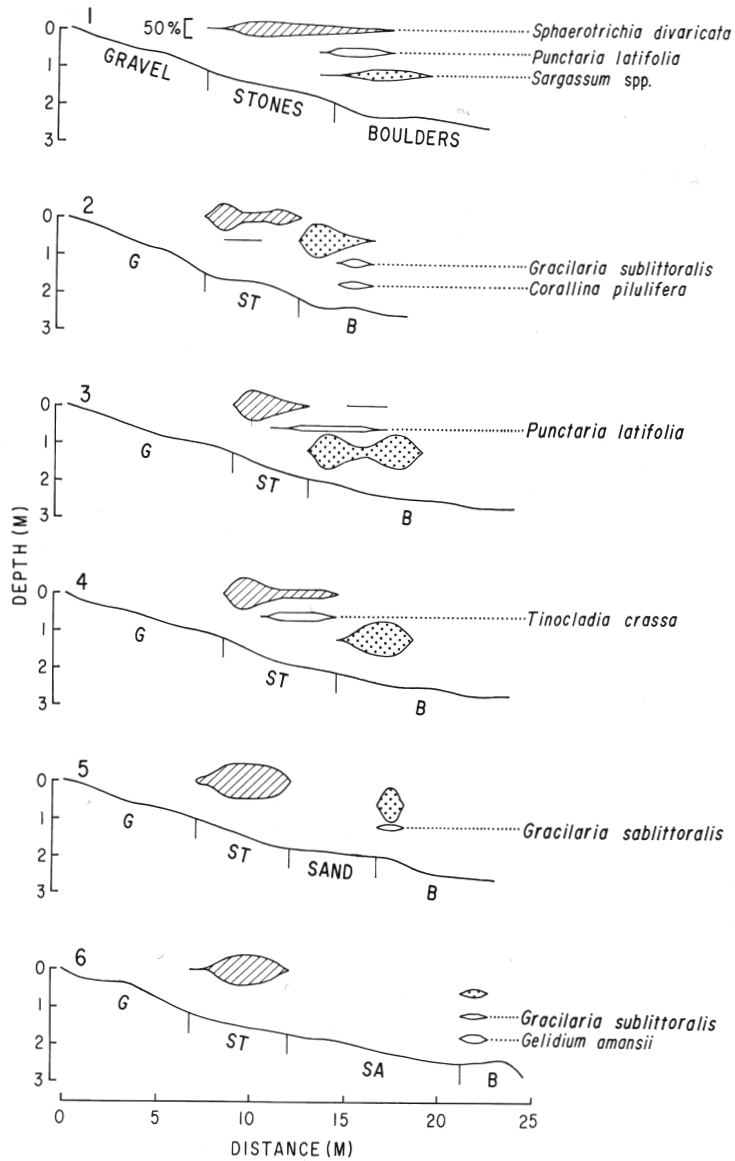 1
50%
Sphaerotrichia divaricata
Punctaria latifolia
Sargassum spp.
0
1
2
3
GRAVEL
STONES
BOULDERS
2
0
1
2
3
G
ST
B
Gracilaria sublittoralis
Corallina pilulifera
3
0
1
2
3
G
ST
B
Punctaria latifolia
DEPTH (M)
4
0
1
2
3
G
ST
B
Tinocladia crassa
5
0
1
2
3
G
ST
SAND
B
Gracilaria sablittoralis
6
0
1
2
3
G
ST
SA
B
Gracilaria sublittoralis
Gelidium amansii
0 5 10 15 20 25
DISTANCE (M)